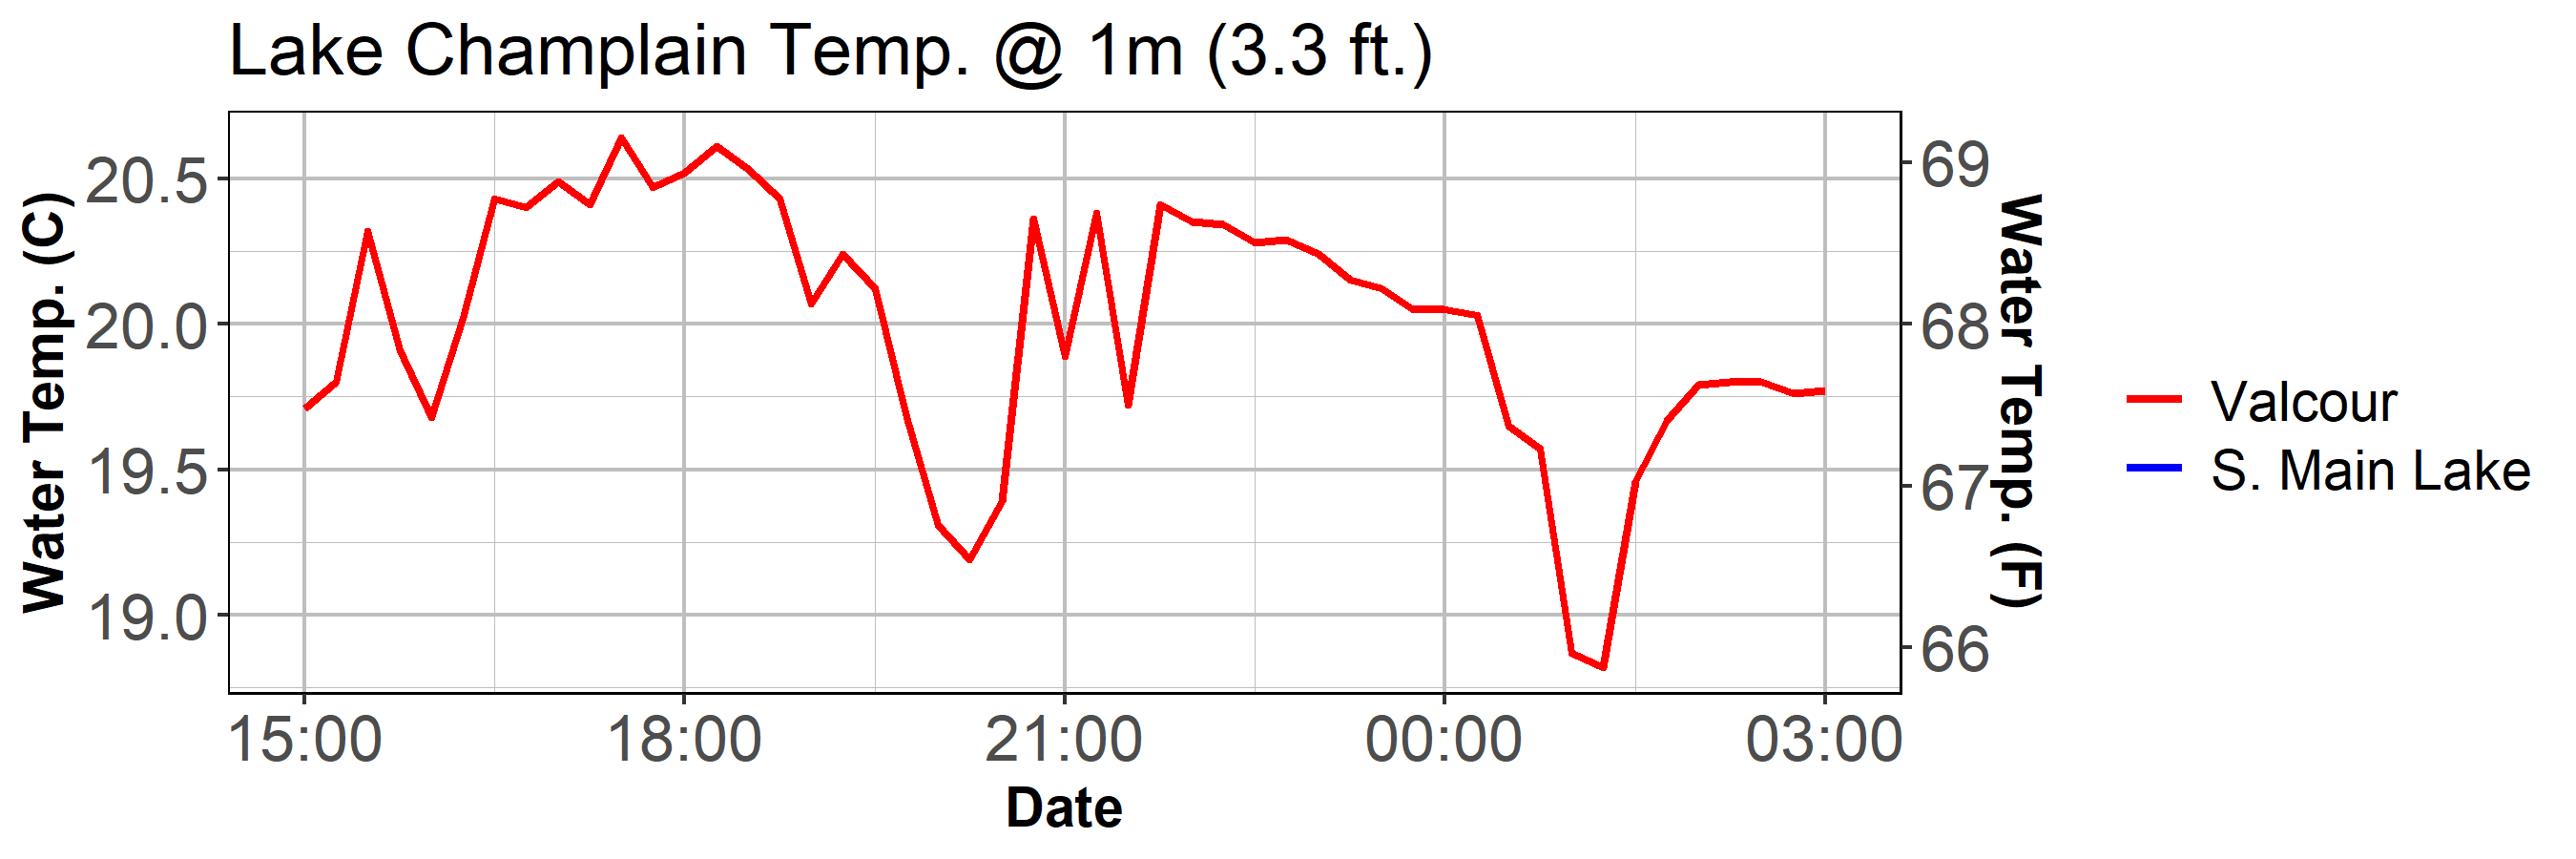 Lake Champlain Temp. @ 1m (3.3 ft.)
Water Temp. (C)
20.5
20.0
19.5
19.0
69
68
67
66
Water Temp. (F)
15:00 18:00 21:00 00:00 03:00
Date
Valcour
S. Main Lake